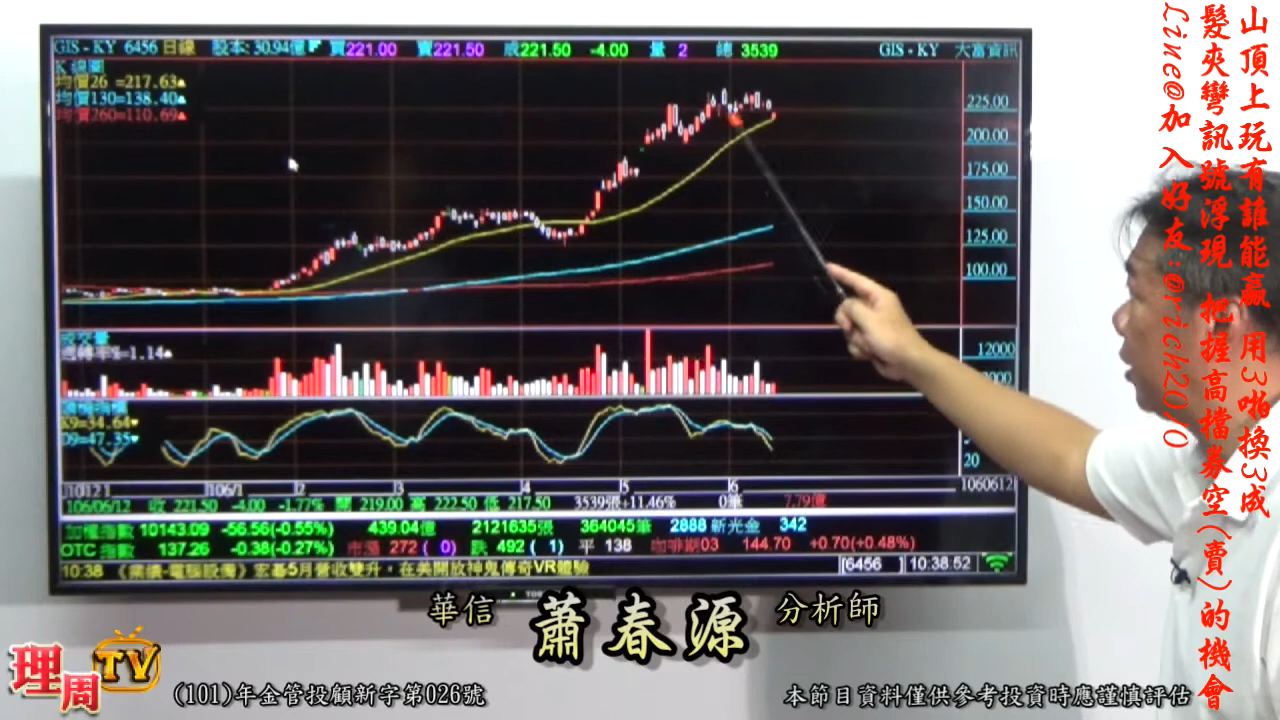 GIS - KY 6456 日線 股本: 30.94億 買221.00 賣221.50 成221.50 -4.00 量 2 總 3539 GIS - KY 大富資訊
K線圖
均價26 =217.63
均價130=138.40
均價260=110.69
225.00
200.00
175.00
150.00
125.00
100.00
成交量
週轉率%=1.14
12000
K9=34.64
D9=47.35
20
106/1 1060612
106/06/12 收 221.50 -4.00 -1.77% 開 219.00 高 222.50 低 217.50 3539張+11.46% 0筆 7.79億
加權指數 10143.09 -56.56(-0.55%) 439.04億 2121635張 364045筆 2888 新光金 342
OTC 指數 137.26 -0.38(-0.27%) 市漲 272 ( 0) 跌 492 ( 1) 平 138 咖啡期03 144.70 +0.70(+0.48%)
10:38 《業績-電腦設備》宏碁5月營收雙升，在美開放神鬼傳奇VR體驗 [6456 ] 10:38:52
山頂上玩有誰能贏 用3啪換3成
髮夾彎訊號浮現 把握高檔券空(賣)的機會
Line@加入好友:@rich2010
華信 蕭春源 分析師
理周TV
(101)年金管投顧新字第026號
本節目資料僅供參考投資時應謹慎評估